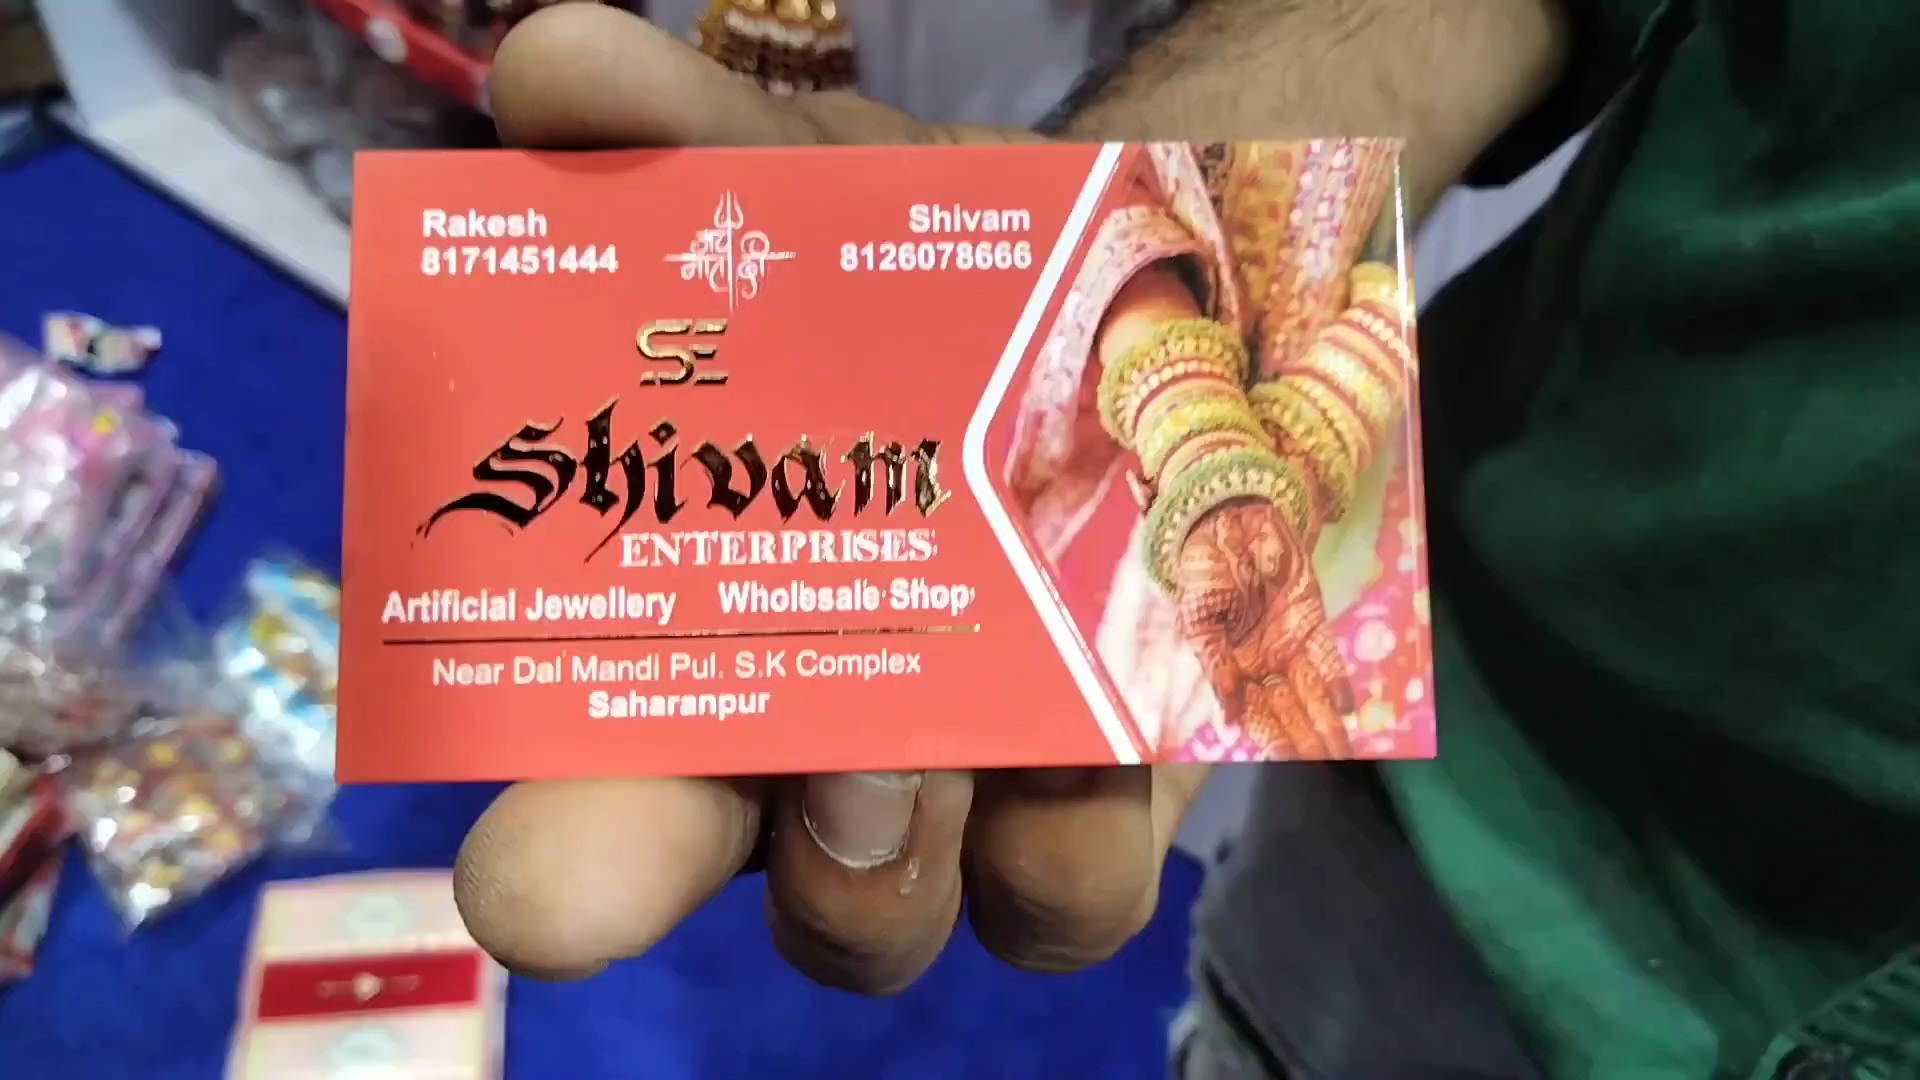 Rakesh
8171451444
जय
माता दी
Shivam
8126078666
SE
Shivam
ENTERPRISES
Artificial Jewellery Wholesale Shop
Near Dal Mandi Pul. S.K Complex
Saharanpur